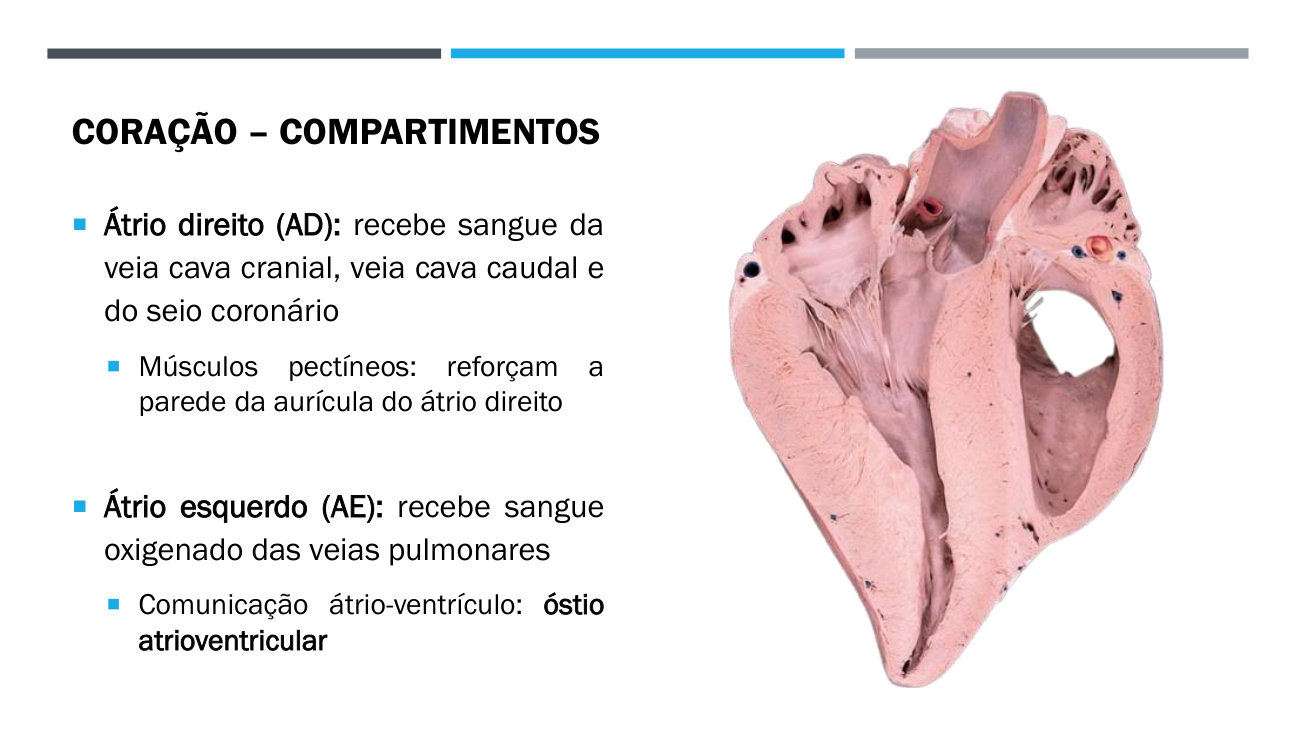 CORAÇÃO – COMPARTIMENTOS
Átrio direito (AD): recebe sangue da
veia cava cranial, veia cava caudal e
do seio coronário
Músculos pectíneos: reforçam a
parede da aurícula do átrio direito
Átrio esquerdo (AE): recebe sangue
oxigenado das veias pulmonares
Comunicação átrio-ventrículo: óstio
atrioventricular